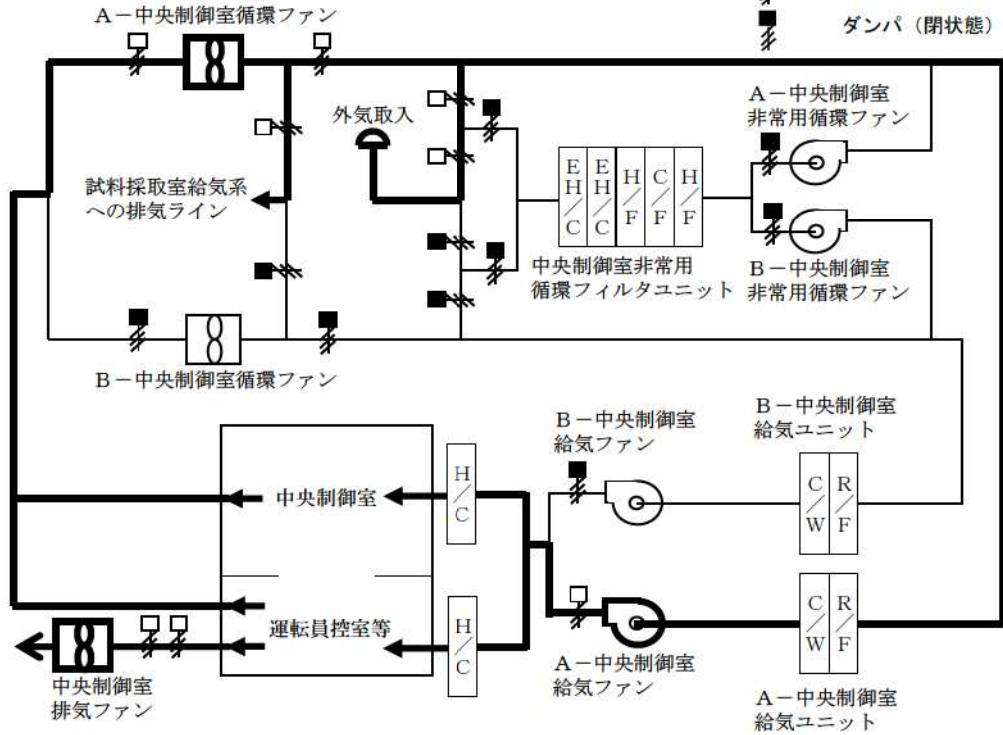 A－中央制御室循環ファン
ダンパ（閉状態）
外気取入
A－中央制御室
非常用循環ファン
試料採取室給気系
への排気ライン
EH/C
EH/C
H/F
C/F
H/F
中央制御室非常用
循環フィルタユニット
B－中央制御室
非常用循環ファン
B－中央制御室循環ファン
B－中央制御室
給気ファン
B－中央制御室
給気ユニット
中央制御室
H/C
C/W
R/F
運転員控室等
H/C
C/W
R/F
中央制御室
排気ファン
A－中央制御室
給気ファン
A－中央制御室
給気ユニット